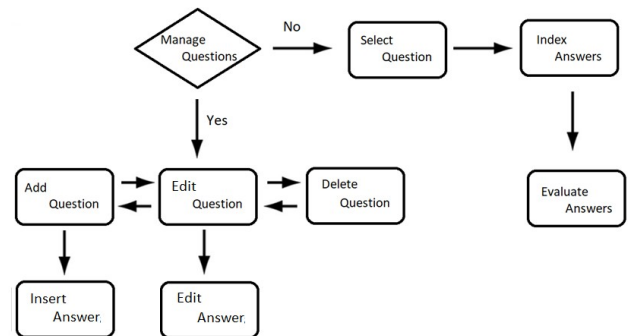 Manage
Questions
No
Select
Question
Index
Answers
Yes
Add
Question
Edit
Question
Delete
Question
Evaluate
Answers
Insert
Answer.
Edit
Answer.